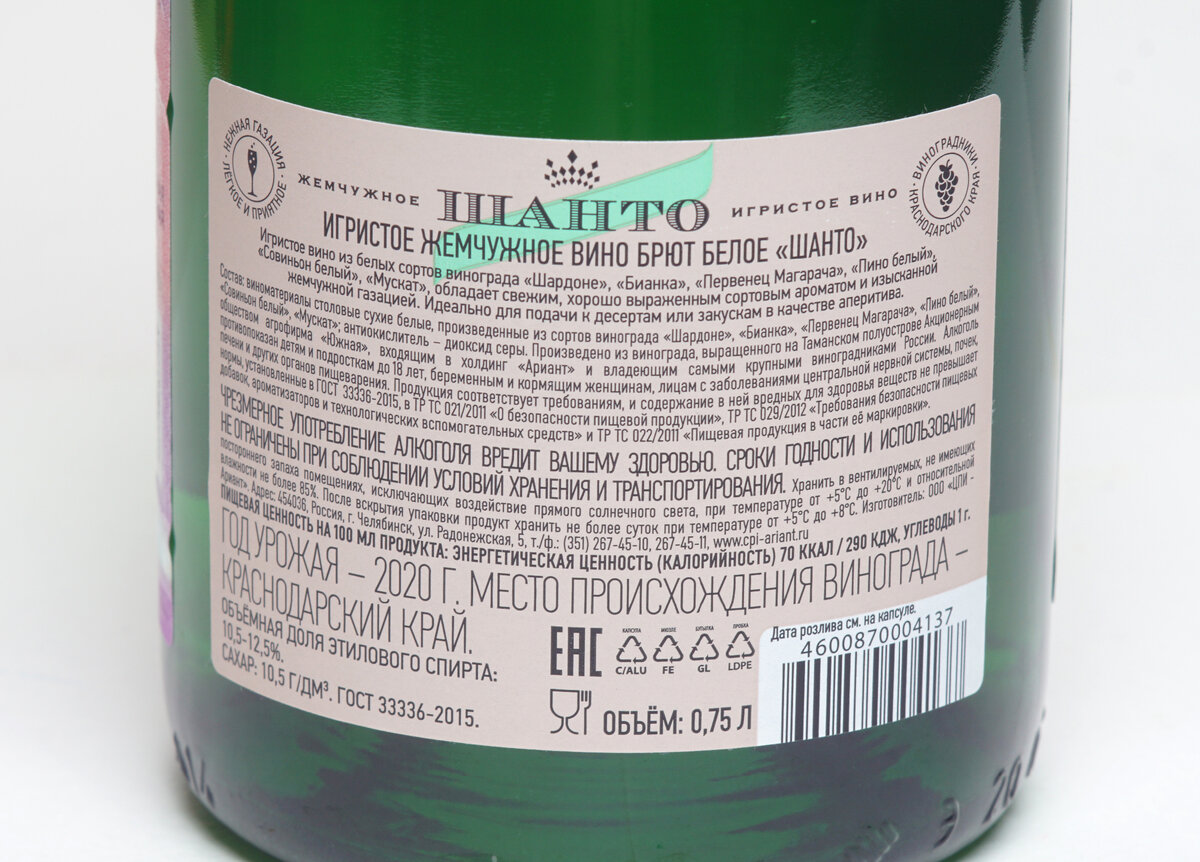 НЕЖНАЯ ГАЗАЦИЯ · ЛЕГКОЕ И ПРИЯТНОЕ ·
ЖЕМЧУЖНОЕ
ШАНТО
ИГРИСТОЕ ВИНО
ВИНОГРАДНИКИ · КРАСНОДАРСКОГО КРАЯ ·
ИГРИСТОЕ ЖЕМЧУЖНОЕ ВИНО БРЮТ БЕЛОЕ «ШАНТО»
Игристое вино из белых сортов винограда «Шардоне», «Бианка», «Первенец Магарача», «Пино белый»,
«Совиньон белый», «Мускат», обладает свежим, хорошо выраженным сортовым ароматом и изысканной
жемчужной газацией. Идеально для подачи к десертам или закускам в качестве аперитива.
Состав: виноматериалы столовые сухие белые, произведенные из сортов винограда «Шардоне», «Бианка», «Первенец Магарача», «Пино белый»,
«Совиньон белый», «Мускат»; антиокислитель – диоксид серы. Произведено из винограда, выращенного на Таманском полуострове Акционерным
обществом агрофирма «Южная», входящим в холдинг «Ариант» и владеющим самыми крупными виноградниками России. Алкоголь
противопоказан детям и подросткам до 18 лет, беременным и кормящим женщинам, лицам с заболеваниями центральной нервной системы, почек,
печени и других органов пищеварения. Продукция соответствует требованиям, и содержание в ней вредных для здоровья веществ не превышает
нормы, установленные в ГОСТ 33336-2015, в ТР ТС 021/2011 «О безопасности пищевой продукции», ТР ТС 029/2012 «Требования безопасности пищевых
добавок, ароматизаторов и технологических вспомогательных средств» и ТР ТС 022/2011 «Пищевая продукция в части её маркировки».
ЧРЕЗМЕРНОЕ УПОТРЕБЛЕНИЕ АЛКОГОЛЯ ВРЕДИТ ВАШЕМУ ЗДОРОВЬЮ. СРОКИ ГОДНОСТИ И ИСПОЛЬЗОВАНИЯ
НЕ ОГРАНИЧЕНЫ ПРИ СОБЛЮДЕНИИ УСЛОВИЙ ХРАНЕНИЯ И ТРАНСПОРТИРОВАНИЯ. Хранить в вентилируемых, не имеющих
постороннего запаха помещениях, исключающих воздействие прямого солнечного света, при температуре от +5°С до +20°С и относительной
влажности не более 85%. После вскрытия упаковки продукт хранить не более суток при температуре от +5°С до +8°С. Изготовитель: ООО «ЦПИ -
Ариант». Адрес: 454036, Россия, г. Челябинск, ул. Радонежская, 5, т./ф.: (351) 267-45-10, 267-45-11, www.cpi-ariant.ru
ПИЩЕВАЯ ЦЕННОСТЬ НА 100 МЛ ПРОДУКТА: ЭНЕРГЕТИЧЕСКАЯ ЦЕННОСТЬ (КАЛОРИЙНОСТЬ) 70 ККАЛ / 290 КДЖ, УГЛЕВОДЫ 1 г.
ГОД УРОЖАЯ – 2020 Г. МЕСТО ПРОИСХОЖДЕНИЯ ВИНОГРАДА –
КРАСНОДАРСКИЙ КРАЙ.
ОБЪЁМНАЯ ДОЛЯ ЭТИЛОВОГО СПИРТА:
10,5-12,5%.
САХАР: 10,5 Г/ДМ³. ГОСТ 33336-2015.
EAC
КАПСУЛА МЮЗЛЕ БУТЫЛКА ПРОБКА
C/ALU FE GL LDPE
ОБЪЁМ: 0,75 Л
Дата розлива см. на капсуле.
4600870004137